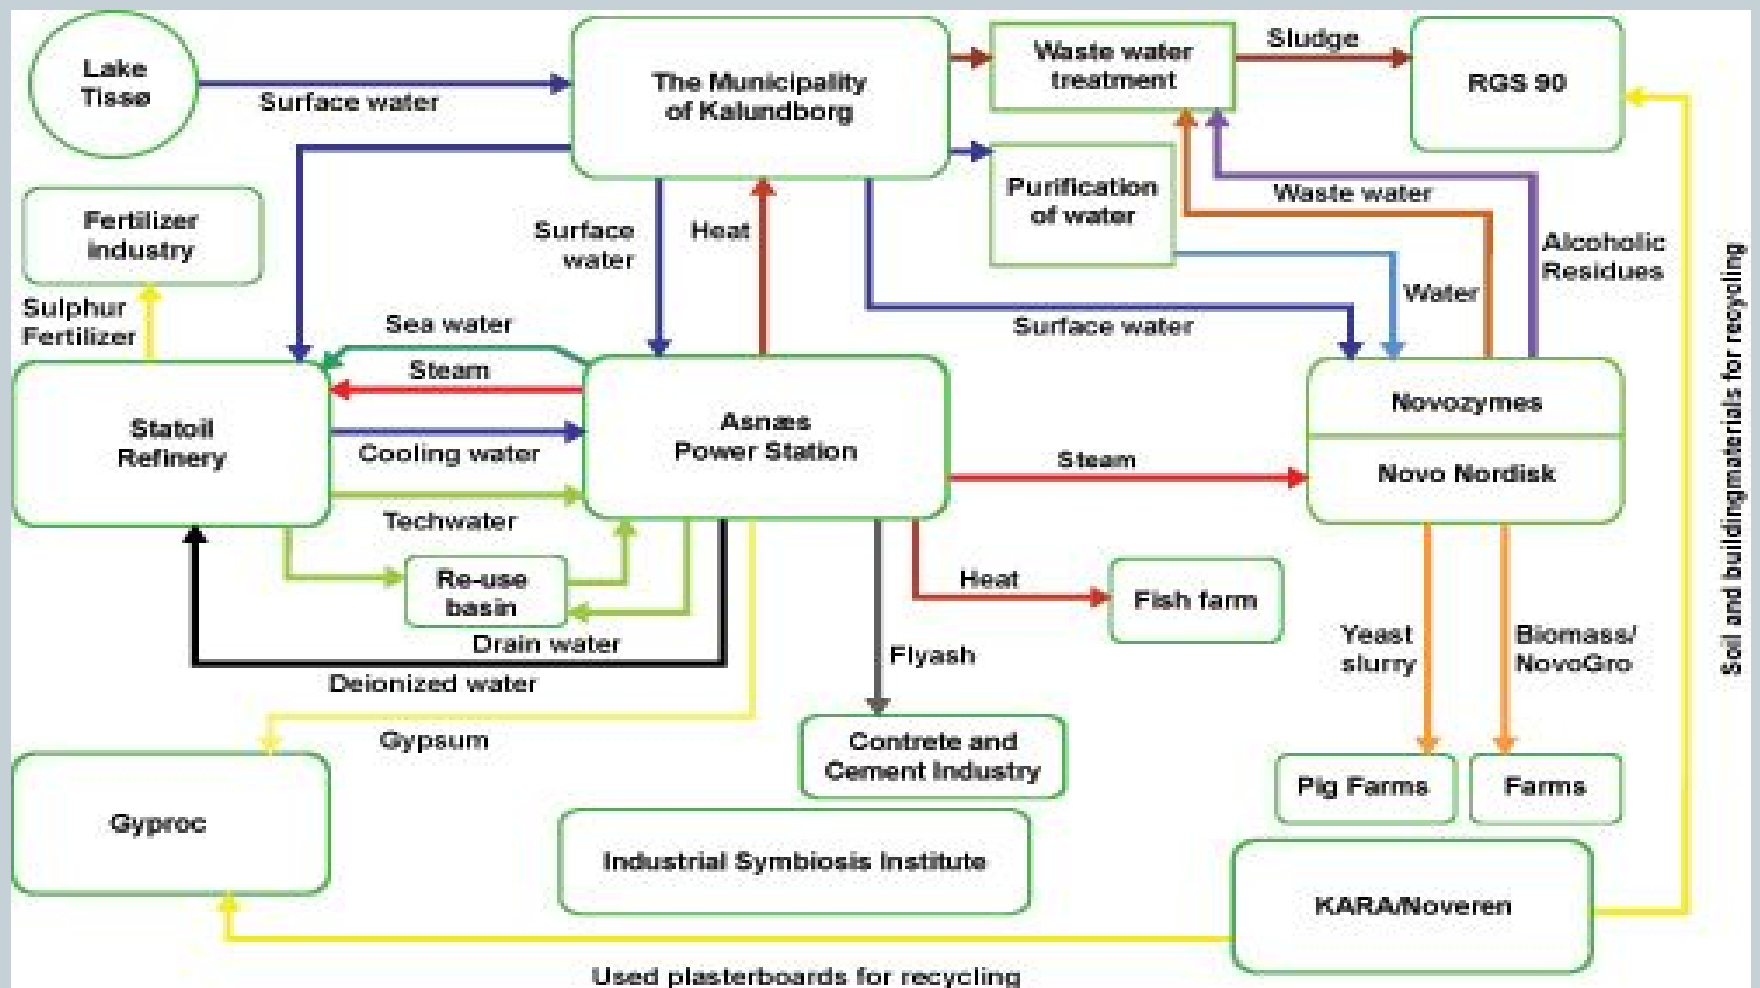 Lake
Tissø
Surface water
The Municipality
of Kalundborg
Waste water
treatment
Sludge
RGS 90
Purification
of water
Waste water
Fertilizer
industry
Sulphur
Fertilizer
Surface
water
Heat
Alcoholic
Residues
Water
Surface water
Sea water
Steam
Statoil
Refinery
Cooling water
Techwater
Asnæs
Power Station
Steam
Novozymes
Novo Nordisk
Re-use
basin
Drain water
Deionized water
Heat
Fish farm
Flyash
Yeast
slurry
Biomass/
NovoGro
Soil and buildingmaterials for recycling
Gypsum
Contrete and
Cement Industry
Pig Farms
Farms
Gyproc
Industrial Symbiosis Institute
KARA/Noveren
Used plasterboards for recycling